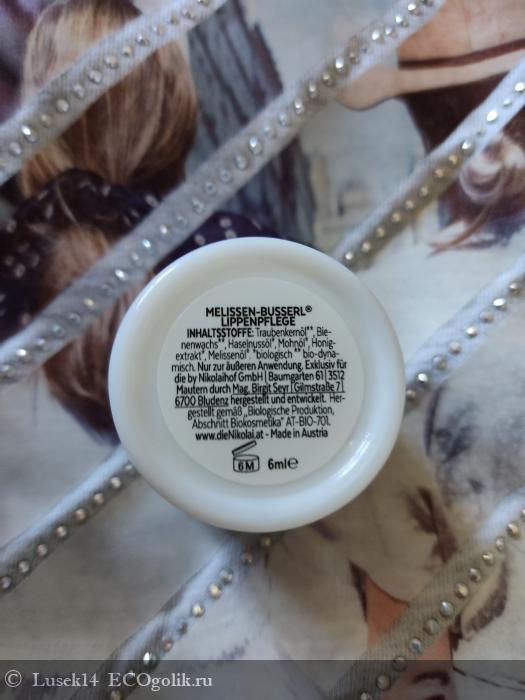 MELISSEN-BUSSERL®
LIPPENPFLEGE
INHALTSSTOFFE: Traubenkernöl**, Bie-
nenwachs**, Haselnussöl*, Mohnöl*, Honig-
extrakt*, Melissenöl*. *biologisch ** bio-dyna-
misch. Nur zur äußeren Anwendung. Exklusiv für
die by Nikolaihof GmbH | Baumgarten 61 | 3572
Mautern durch Mag. Birgit Seyr | Gilmstraße 7 |
6700 Bludenz hergestellt und entwickelt. Her-
gestellt gemäß „Biologische Produktion,
Abschnitt Biokosmetika" AT-BIO-701.
www.dieNikolai.at - Made in Austria
6M 6ml℮
© Lusek14 ECOgolik.ru